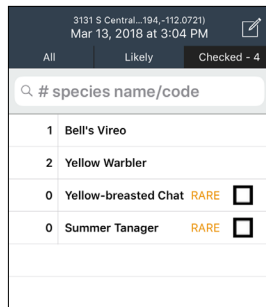 3131 S Central...194,-112.0721)
Mar 13, 2018 at 3:04 PM
All Likely Checked - 4
# species name/code
1 Bell's Vireo
2 Yellow Warbler
0 Yellow-breasted Chat RARE
0 Summer Tanager RARE